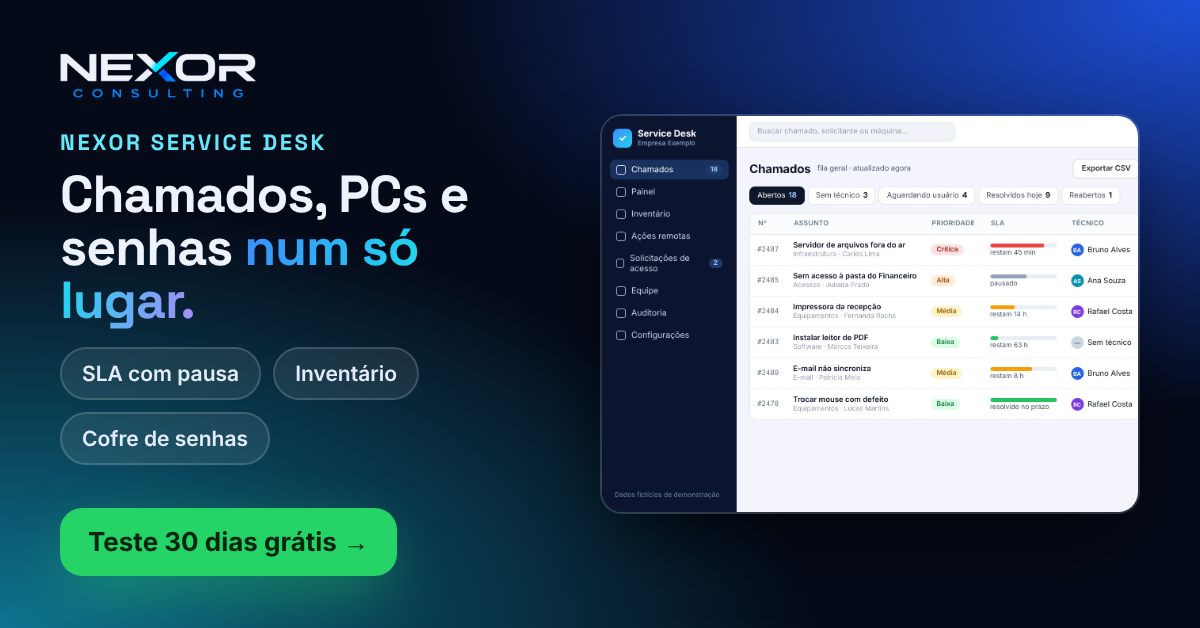 NEXOR
CONSULTING
NEXOR SERVICE DESK
Chamados, PCs e
senhas num só
lugar.
SLA com pausa
Inventário
Cofre de senhas
Teste 30 dias grátis →
Service Desk
Empresa Exemplo
Chamados 18
Painel
Inventário
Ações remotas
Solicitações de
acesso 2
Equipe
Auditoria
Configurações
Dados fictícios de demonstração
Buscar chamado, solicitante ou máquina...
Chamados fila geral · atualizado agora
Exportar CSV
Abertos 18 Sem técnico 3 Aguardando usuário 4 Resolvidos hoje 9 Reabertos 1
Nº ASSUNTO PRIORIDADE SLA TÉCNICO
#2487 Servidor de arquivos fora do ar Crítica BA Bruno Alves
Infraestrutura · Carlos Lima restam 45 min
#2485 Sem acesso à pasta do Financeiro Alta AS Ana Souza
Acessos · Juliana Prado pausado
#2484 Impressora da recepção Média RC Rafael Costa
Equipamentos · Fernanda Rocha restam 14 h
#2483 Instalar leitor de PDF Baixa — Sem técnico
Software · Marcos Teixeira restam 63 h
#2480 E-mail não sincroniza Média BA Bruno Alves
E-mail · Patrícia Melo restam 8 h
#2478 Trocar mouse com defeito Baixa RC Rafael Costa
Equipamentos · Lucas Martins resolvido no prazo